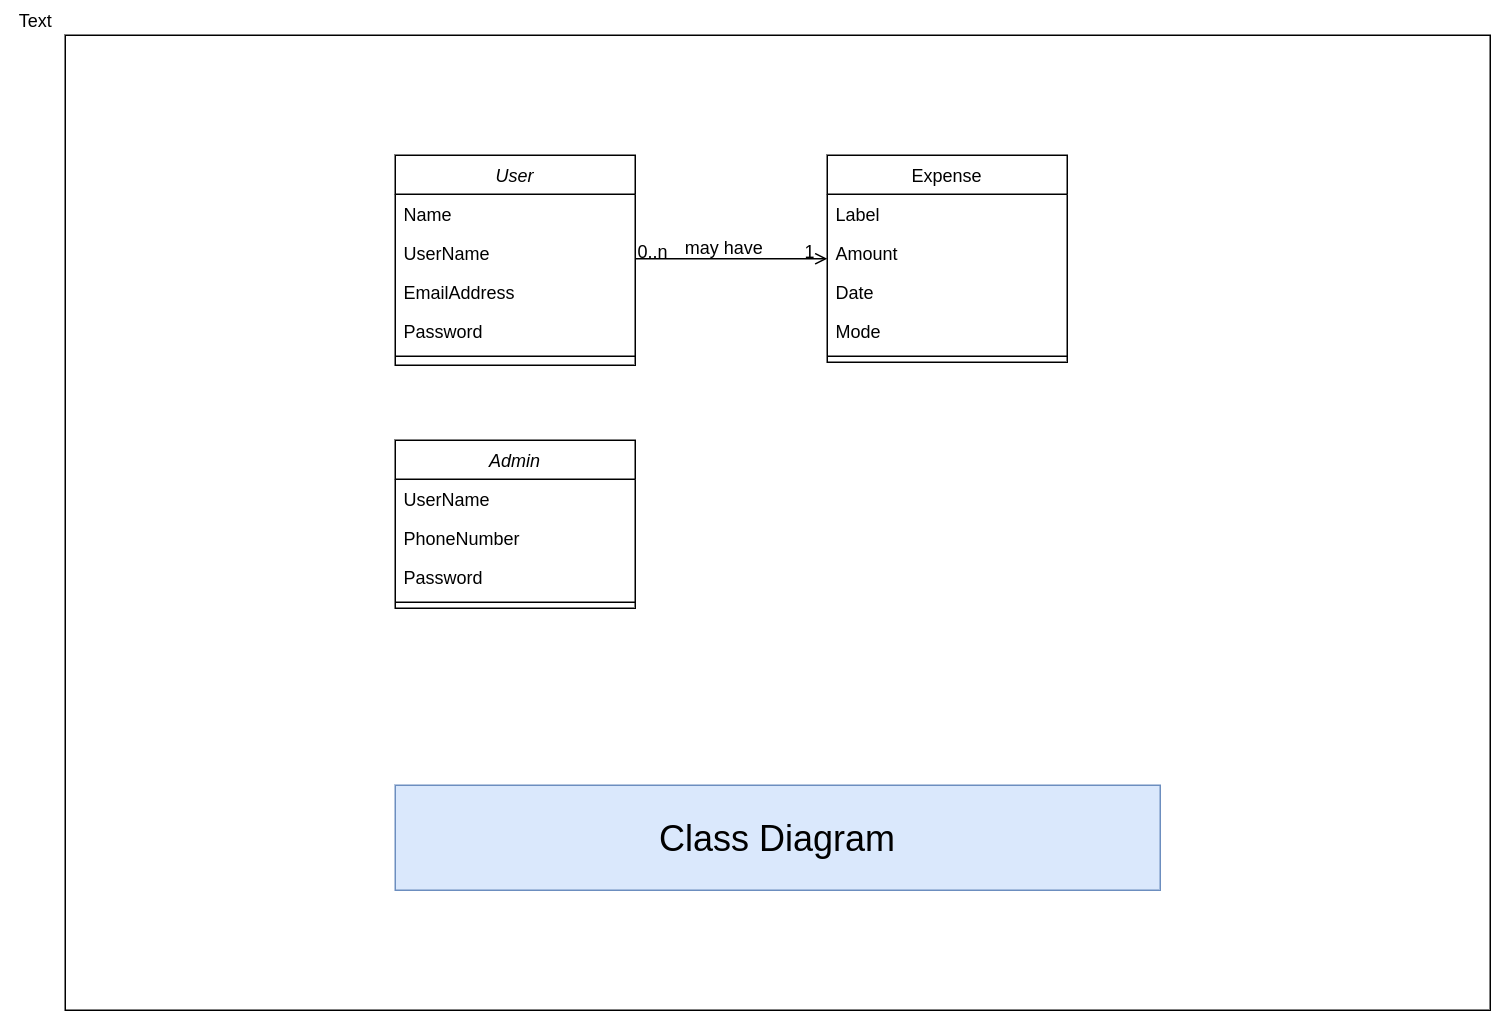 Text
User
Name
UserName
EmailAddress
Password
0..n may have 1
Expense
Label
Amount
Date
Mode
Admin
UserName
PhoneNumber
Password
Class Diagram